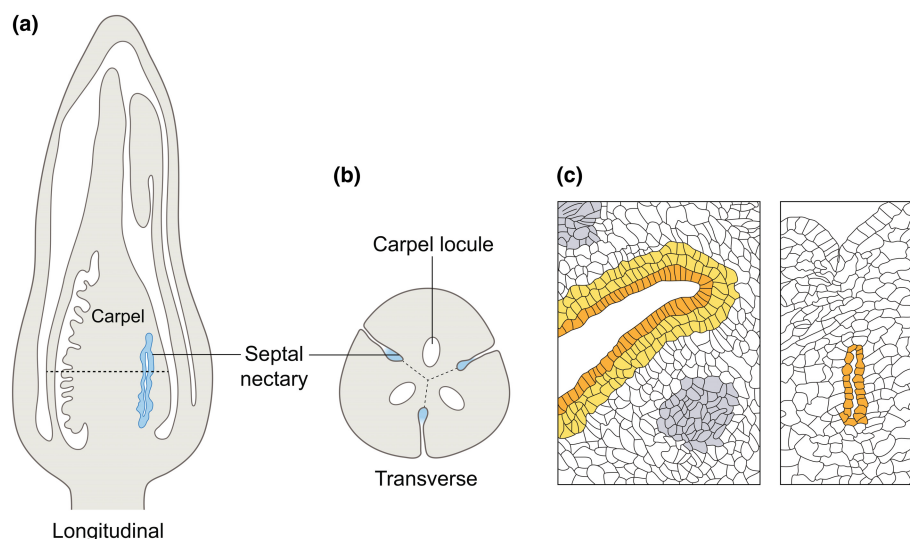 (a)
Carpel
Septal
nectary
Longitudinal
(b)
Carpel locule
Transverse
(c)